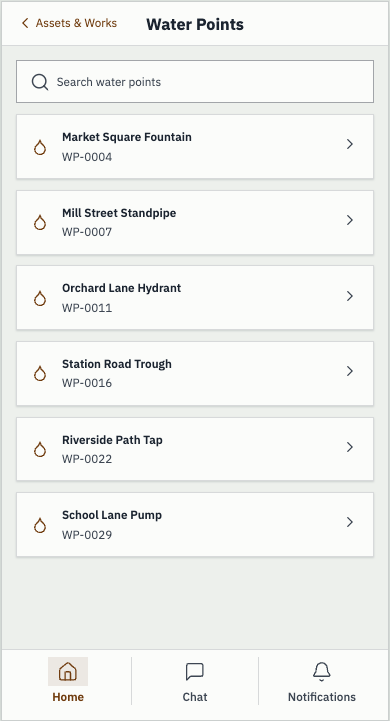 Assets & Works
Water Points
Search water points
Market Square Fountain
WP-0004
Mill Street Standpipe
WP-0007
Orchard Lane Hydrant
WP-0011
Station Road Trough
WP-0016
Riverside Path Tap
WP-0022
School Lane Pump
WP-0029
Home
Chat
Notifications